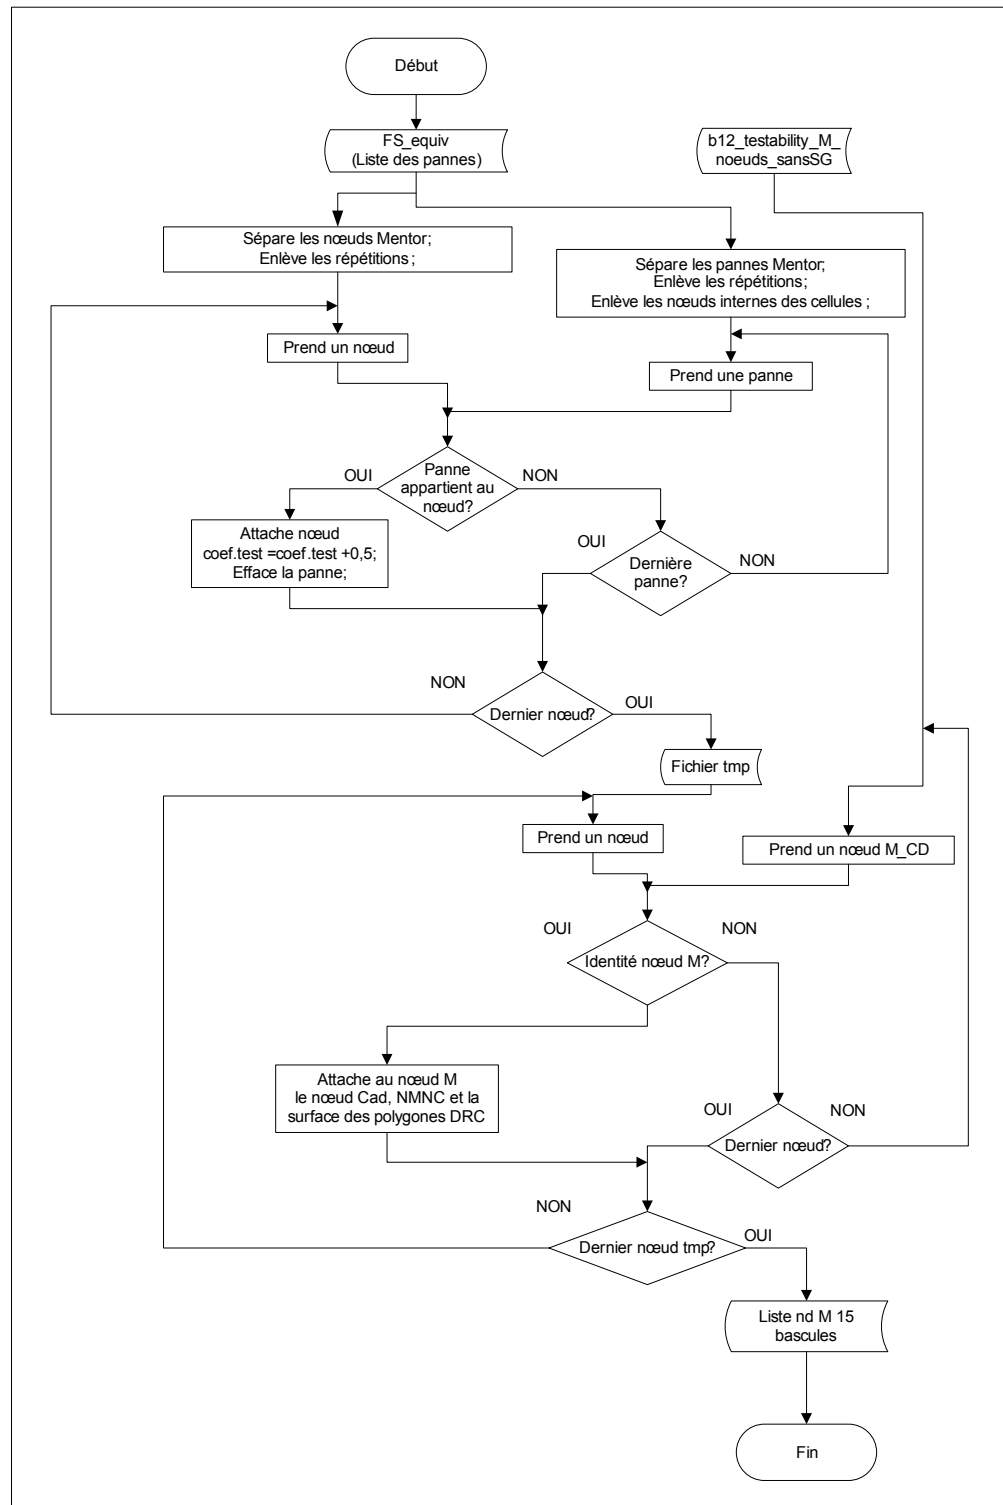 Début
FS_equiv
(Liste des pannes)
b12_testability_M_
noeuds_sansSG
Sépare les nœuds Mentor;
Enlève les répétitions ;
Sépare les pannes Mentor;
Enlève les répétitions;
Enlève les nœuds internes des cellules ;
Prend un nœud
Prend une panne
OUI
Panne
appartient au
nœud?
NON
Attache nœud
coef.test =coef.test +0,5;
Efface la panne;
OUI
Dernière
panne?
NON
NON
Dernier nœud?
OUI
Fichier tmp
Prend un nœud
Prend un nœud M_CD
OUI
NON
Identité nœud M?
Attache au nœud M
le nœud Cad, NMNC et la
surface des polygones DRC
OUI
NON
Dernier nœud?
NON
Dernier nœud tmp?
OUI
Liste nd M 15
bascules
Fin